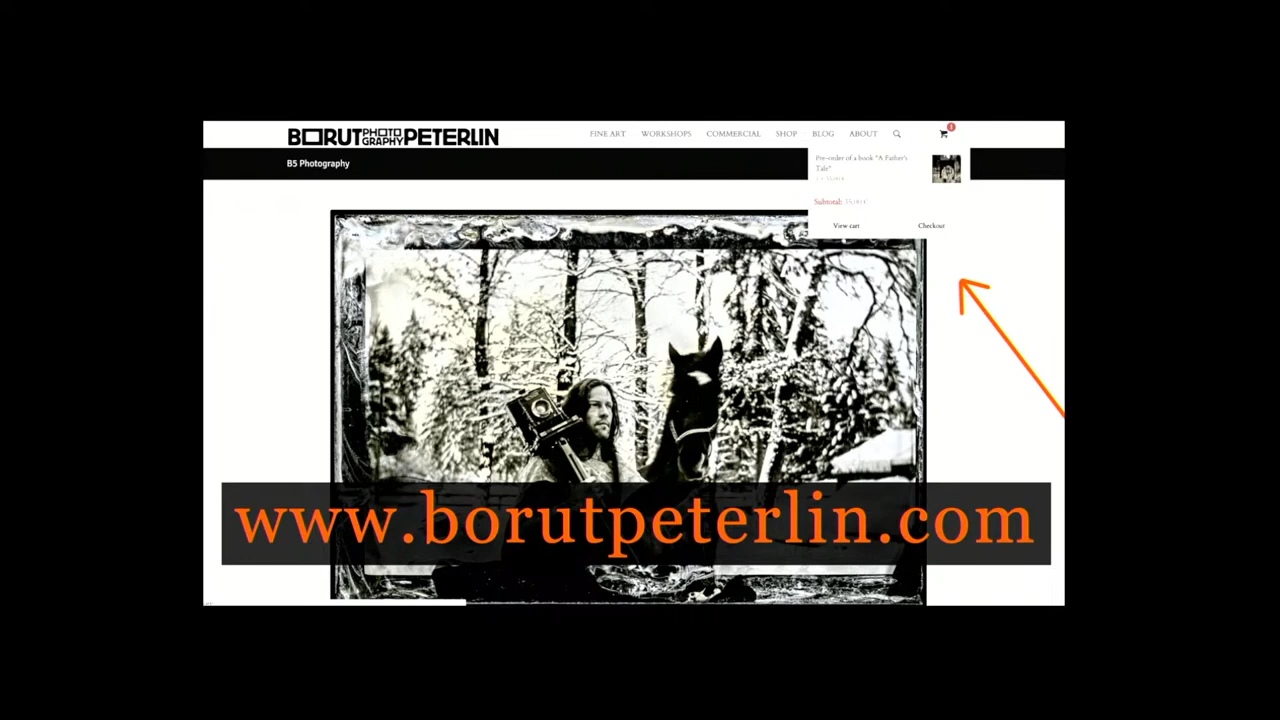 BORUT PHOTOGRAPHY PETERLIN
FINE ART WORKSHOPS COMMERCIAL SHOP BLOG ABOUT
B5 Photography
Pre-order of a book "A Father's
Tale"
Subtotal:
View cart Checkout
www.borutpeterlin.com